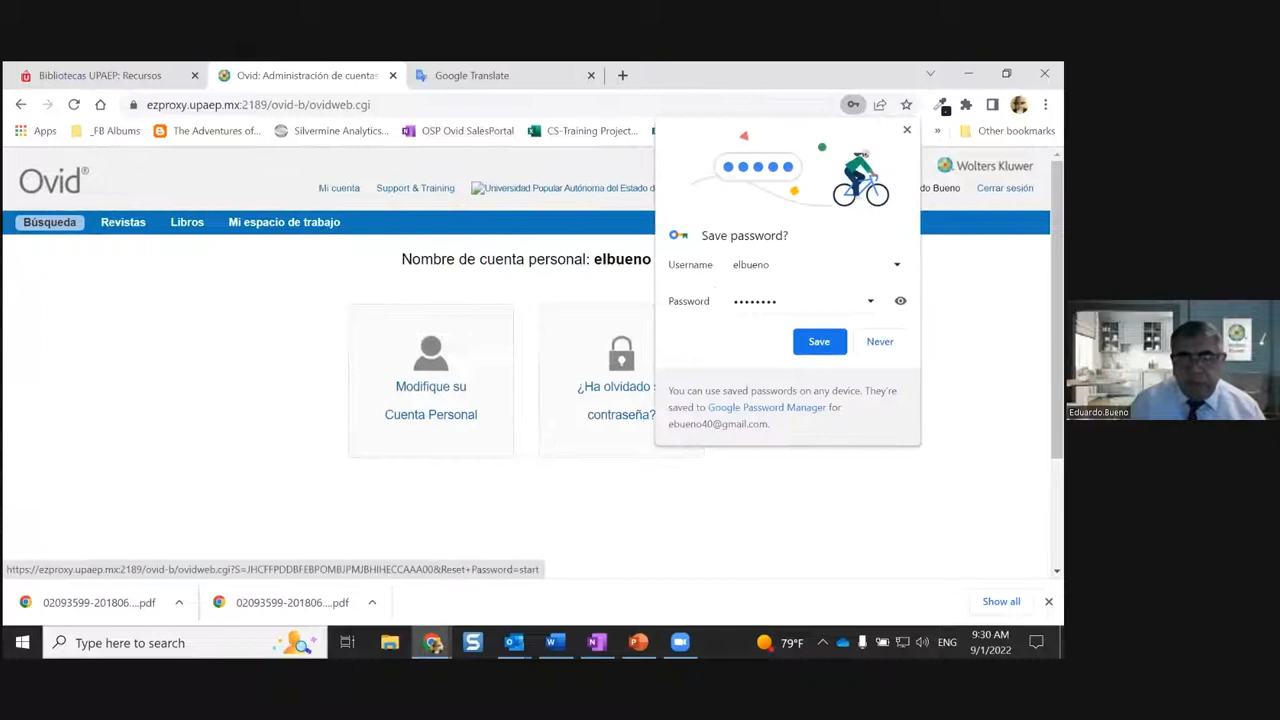 Bibliotecas UPAEP: Recursos
Ovid: Administración de cuentas
Google Translate
ezproxy.upaep.mx:2189/ovid-b/ovidweb.cgi
Apps
_FB Albums
The Adventures of...
Silvermine Analytics...
OSP Ovid SalesPortal
CS-Training Project...
»
Other bookmarks
Ovid®
Mi cuenta
Support & Training
Universidad Popular Autónoma del Estado de
do Bueno
Cerrar sesión
Wolters Kluwer
Búsqueda
Revistas
Libros
Mi espacio de trabajo
Nombre de cuenta personal: elbueno
Modifique su
Cuenta Personal
¿Ha olvidado s
contraseña?
Save password?
Username
elbueno
Password
••••••••
Save
Never
You can use saved passwords on any device. They're
saved to Google Password Manager for
ebueno40@gmail.com.
Wolters
Kluwer
Eduardo.Bueno
https://ezproxy.upaep.mx:2189/ovid-b/ovidweb.cgi?S=JHCFFPDDBFEBPOMBJPMJBHIHECCAAA00&Reset+Password=start
02093599-201806....pdf
02093599-201806....pdf
Show all
Type here to search
79°F
ENG
9:30 AM
9/1/2022